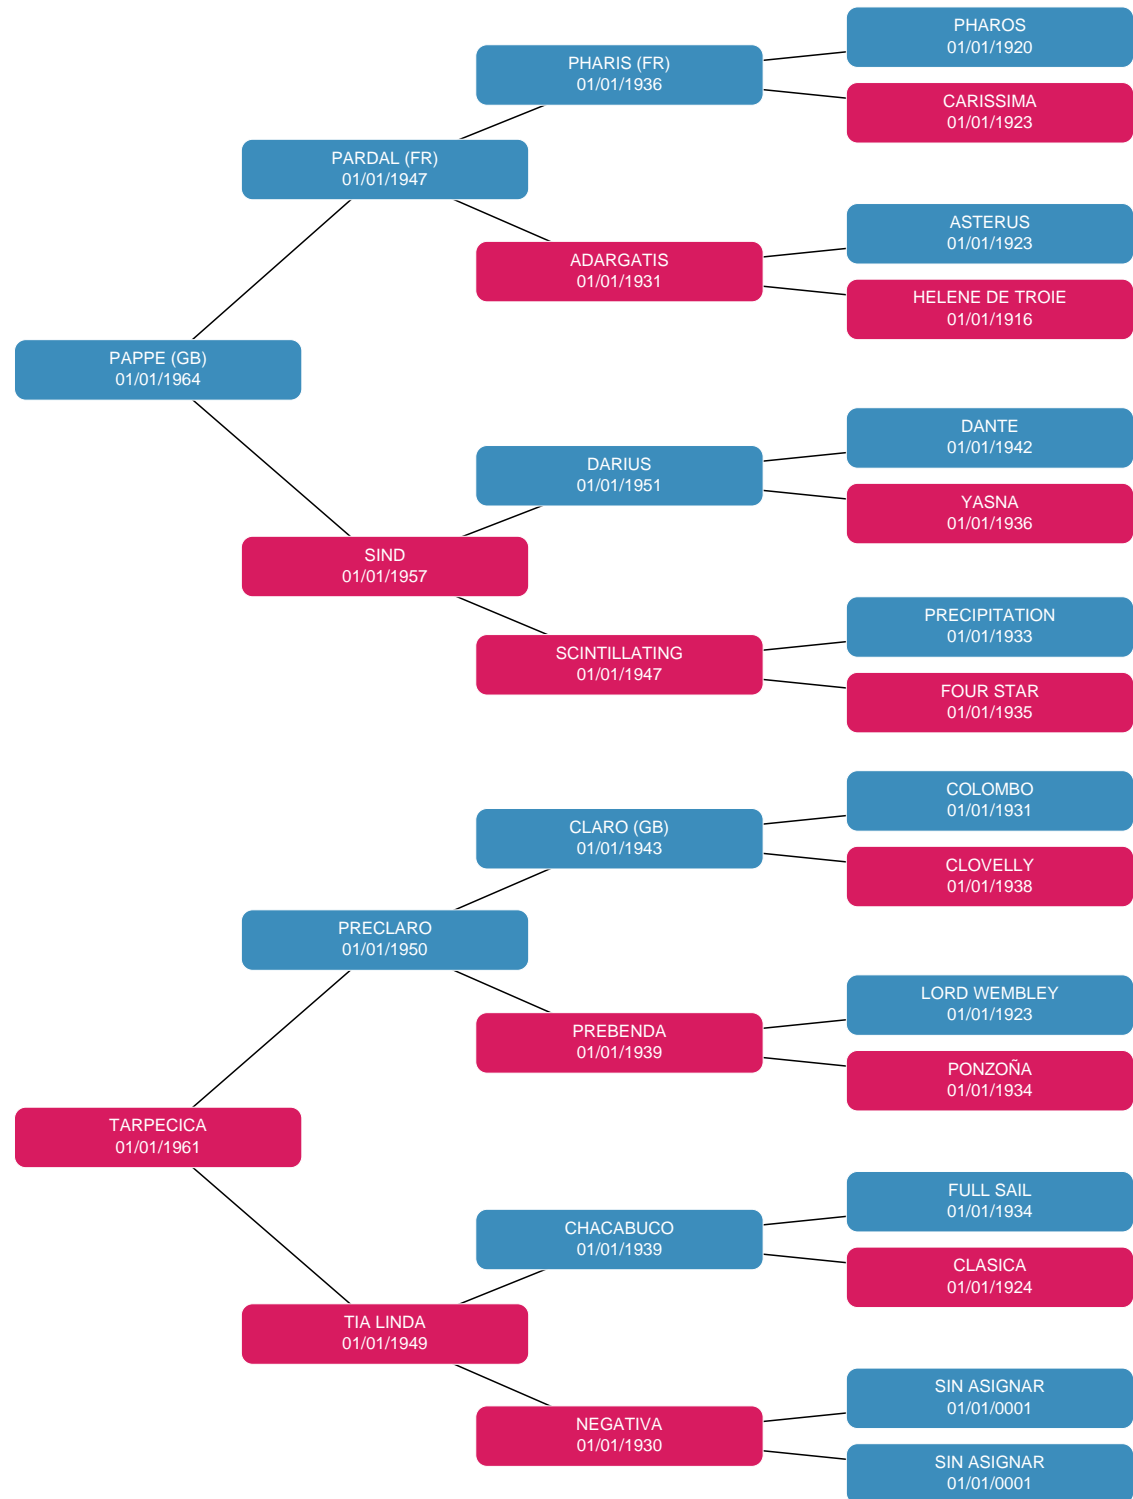 PHAROS
01/01/1920
PHARIS (FR)
01/01/1936
CARISSIMA
01/01/1923
PARDAL (FR)
01/01/1947
ASTERUS
01/01/1923
ADARGATIS
01/01/1931
HELENE DE TROIE
01/01/1916
PAPPE (GB)
01/01/1964
DANTE
01/01/1942
DARIUS
01/01/1951
YASNA
01/01/1936
SIND
01/01/1957
PRECIPITATION
01/01/1933
SCINTILLATING
01/01/1947
FOUR STAR
01/01/1935
COLOMBO
01/01/1931
CLARO (GB)
01/01/1943
CLOVELLY
01/01/1938
PRECLARO
01/01/1950
LORD WEMBLEY
01/01/1923
PREBENDA
01/01/1939
PONZOÑA
01/01/1934
TARPECICA
01/01/1961
FULL SAIL
01/01/1934
CHACABUCO
01/01/1939
CLASICA
01/01/1924
TIA LINDA
01/01/1949
SIN ASIGNAR
01/01/0001
NEGATIVA
01/01/1930
SIN ASIGNAR
01/01/0001